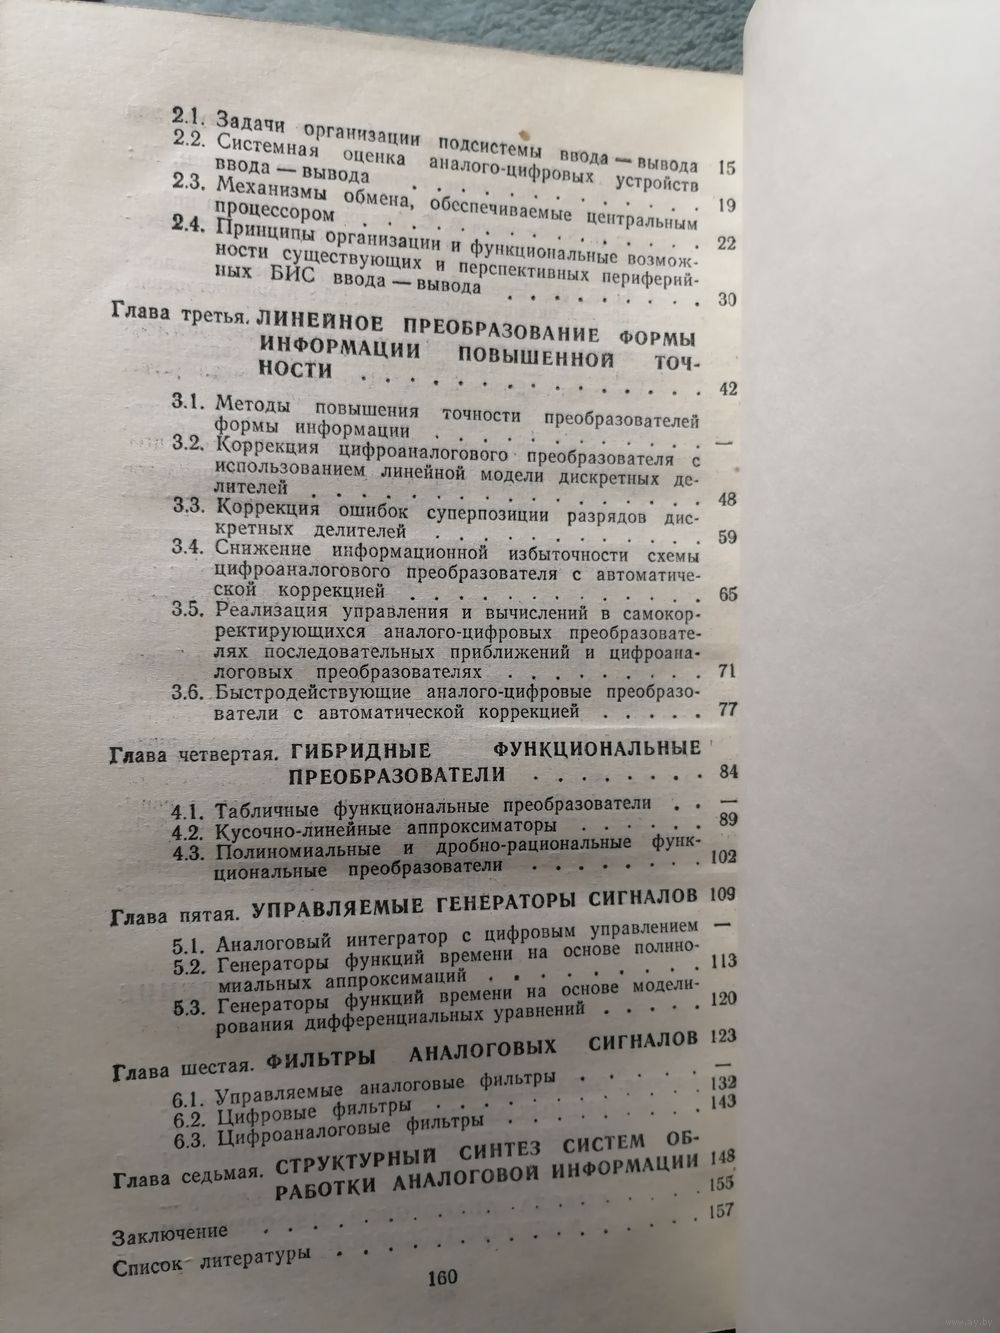 2.1. Задачи организации подсистемы ввода — вывода 15
2.2. Системная оценка аналого-цифровых устройств
ввода — вывода . . . . . . . . . . . . 19
2.3. Механизмы обмена, обеспечиваемые центральным
процессором . . . . . . . . . . . . . . 22
2.4. Принципы организации и функциональные возмож-
ности существующих и перспективных периферий-
ных БИС ввода — вывода . . . . . . . . . 30
Глава третья. ЛИНЕЙНОЕ ПРЕОБРАЗОВАНИЕ ФОРМЫ
ИНФОРМАЦИИ ПОВЫШЕННОЙ ТОЧ-
НОСТИ . . . . . . . . . . . . . . 42
3.1. Методы повышения точности преобразователей
формы информации . . . . . . . . . . . —
3.2. Коррекция цифроаналогового преобразователя с
использованием линейной модели дискретных де-
лителей . . . . . . . . . . . . . . . . 48
3.3. Коррекция ошибок суперпозиции разрядов дис-
кретных делителей . . . . . . . . . . . 59
3.4. Снижение информационной избыточности схемы
цифроаналогового преобразователя с автоматиче-
ской коррекцией . . . . . . . . . . . . 65
3.5. Реализация управления и вычислений в самокор-
ректирующихся аналого-цифровых преобразовате-
лях последовательных приближений и цифроана-
логовых преобразователях . . . . . . . . 71
3.6. Быстродействующие аналого-цифровые преобразо-
ватели с автоматической коррекцией . . . . . 77
Глава четвертая. ГИБРИДНЫЕ ФУНКЦИОНАЛЬНЫЕ
ПРЕОБРАЗОВАТЕЛИ . . . . . . . . 84
4.1. Табличные функциональные преобразователи . . —
4.2. Кусочно-линейные аппроксиматоры . . . . . . 89
4.3. Полиномиальные и дробно-рациональные функ-
циональные преобразователи . . . . . . . . 102
Глава пятая. УПРАВЛЯЕМЫЕ ГЕНЕРАТОРЫ СИГНАЛОВ 109
5.1. Аналоговый интегратор с цифровым управлением —
5.2. Генераторы функций времени на основе полино-
миальных аппроксимаций . . . . . . . . . 113
5.3. Генераторы функций времени на основе модели-
рования дифференциальных уравнений . . . . . 120
Глава шестая. ФИЛЬТРЫ АНАЛОГОВЫХ СИГНАЛОВ 123
6.1. Управляемые аналоговые фильтры . . . . . —
6.2. Цифровые фильтры . . . . . . . . . . . 132
6.3. Цифроаналоговые фильтры . . . . . . . . 143
Глава седьмая. СТРУКТУРНЫЙ СИНТЕЗ СИСТЕМ ОБ-
РАБОТКИ АНАЛОГОВОЙ ИНФОРМАЦИИ 148
Заключение . . . . . . . . . . . . . . . . . . 155
Список литературы . . . . . . . . . . . . . . . 157
160
www.ay.by